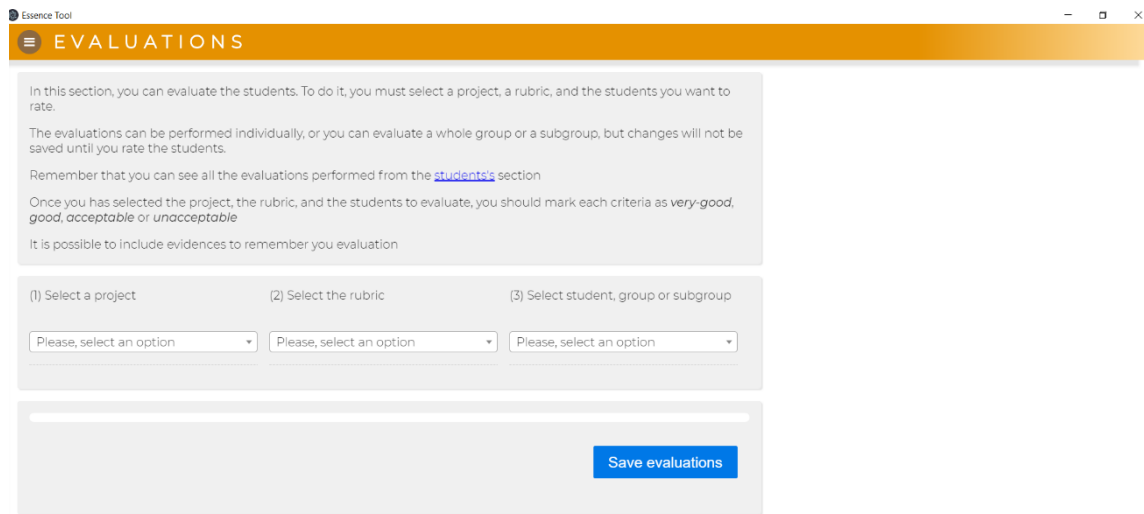 Essence Tool
EVALUATIONS
In this section, you can evaluate the students. To do it, you must select a project, a rubric, and the students you want to
rate.
The evaluations can be performed individually, or you can evaluate a whole group or a subgroup, but changes will not be
saved until you rate the students.
Remember that you can see all the evaluations performed from the students's section
Once you has selected the project, the rubric, and the students to evaluate, you should mark each criteria as very-good,
good, acceptable or unacceptable
It is possible to include evidences to remember you evaluation
(1) Select a project (2) Select the rubric (3) Select student, group or subgroup
Please, select an option Please, select an option Please, select an option
Save evaluations